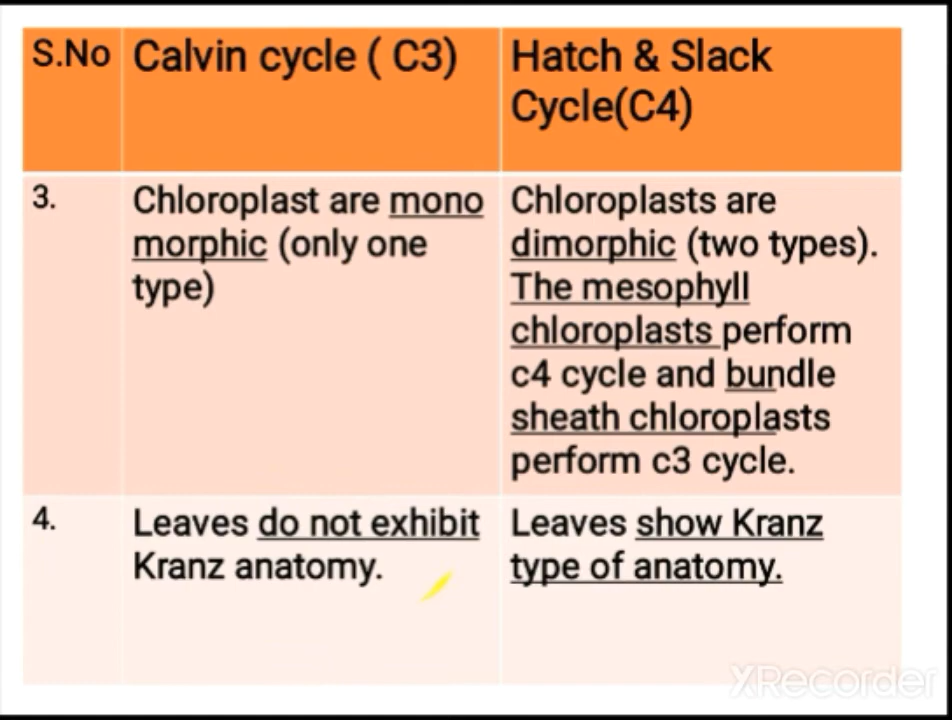 S.No Calvin cycle ( C3) Hatch & Slack
Cycle(C4)
3. Chloroplast are mono
morphic (only one
type)
Chloroplasts are
dimorphic (two types).
The mesophyll
chloroplasts perform
c4 cycle and bundle
sheath chloroplasts
perform c3 cycle.
4. Leaves do not exhibit
Kranz anatomy.
Leaves show Kranz
type of anatomy.
XRecorder